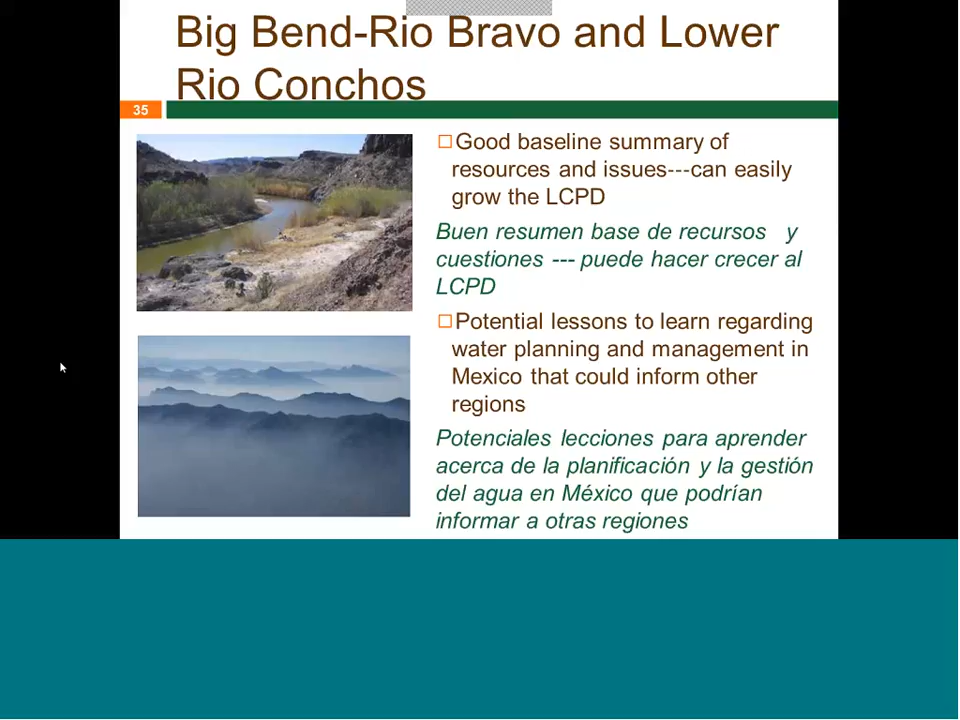 Big Bend-Rio Bravo and Lower
Rio Conchos
35
Good baseline summary of
resources and issues---can easily
grow the LCPD
Buen resumen base de recursos y
cuestiones --- puede hacer crecer al
LCPD
Potential lessons to learn regarding
water planning and management in
Mexico that could inform other
regions
Potenciales lecciones para aprender
acerca de la planificación y la gestión
del agua en México que podrían
informar a otras regiones